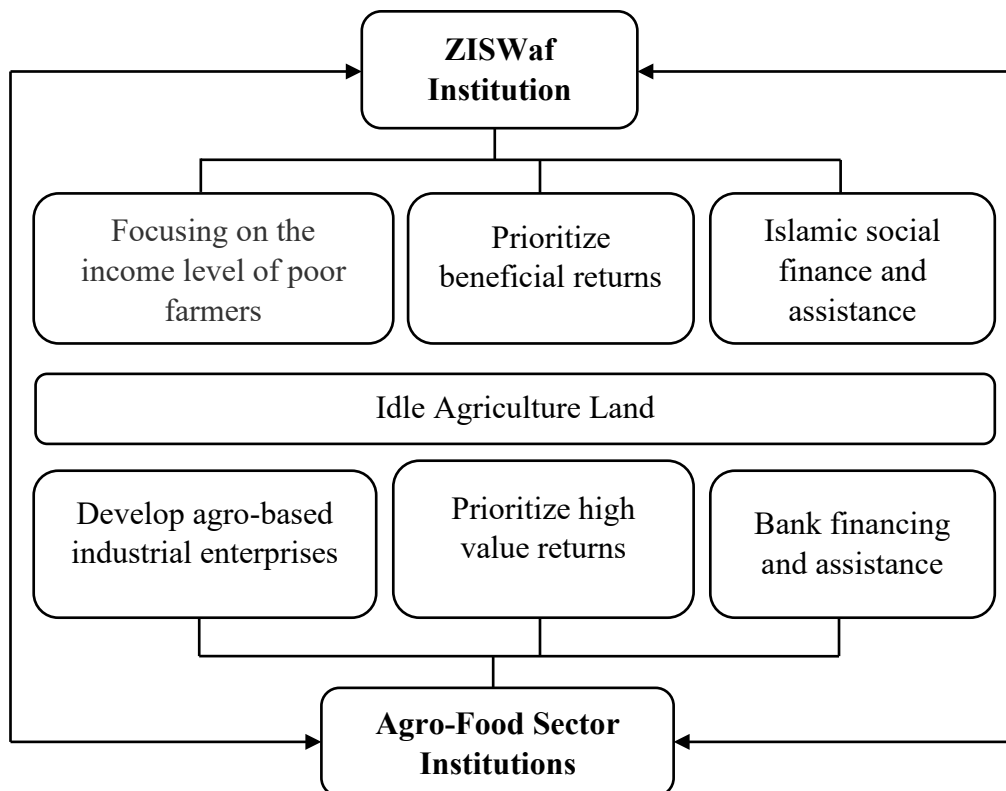 ZISWaf
Institution
Focusing on the
income level of poor
farmers
Prioritize
beneficial returns
Islamic social
finance and
assistance
Idle Agriculture Land
Develop agro-based
industrial enterprises
Prioritize high
value returns
Bank financing
and assistance
Agro-Food Sector
Institutions